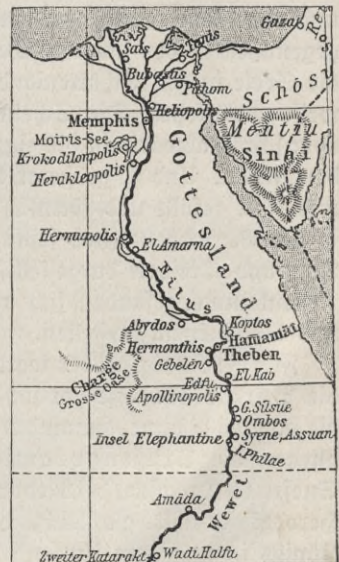 Gaza
Tanis
Sais
Bubastis
Pithom
Heliopolis
Schôsu
Memphis
Mentiu
Moiris-See
Sinai
Krokodilonpolis
Herakleopolis
Gottesland
Hermupolis
El Amarna
Nilus
Abydos
Koptos
Hamamât
Hermonthis
Theben
Gebelên
El Kab
Charge
Grosse Oase
Edfu
Apollinopolis
G. Silsile
Ombos
Insel Elephantine
Syene, Assuan
I. Philae
Wewet
Amâda
Zweiter Katarakt
Wadi Halfa